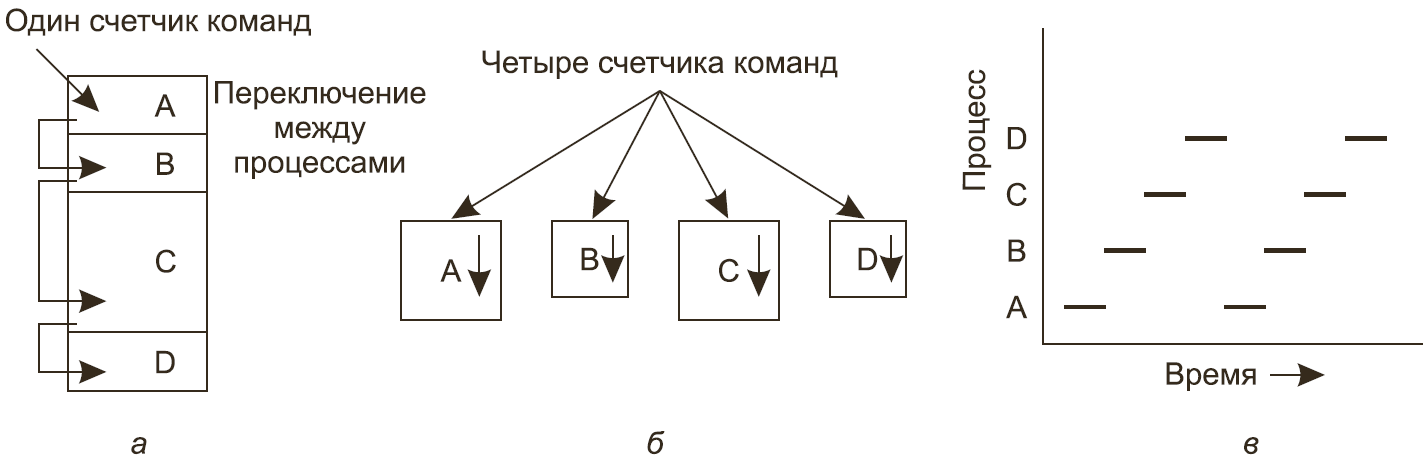 Один счетчик команд
A
B
C
D
Переключение
между
процессами
а
Четыре счетчика команд
A
B
C
D
б
Процесс
D
C
B
A
Время
в